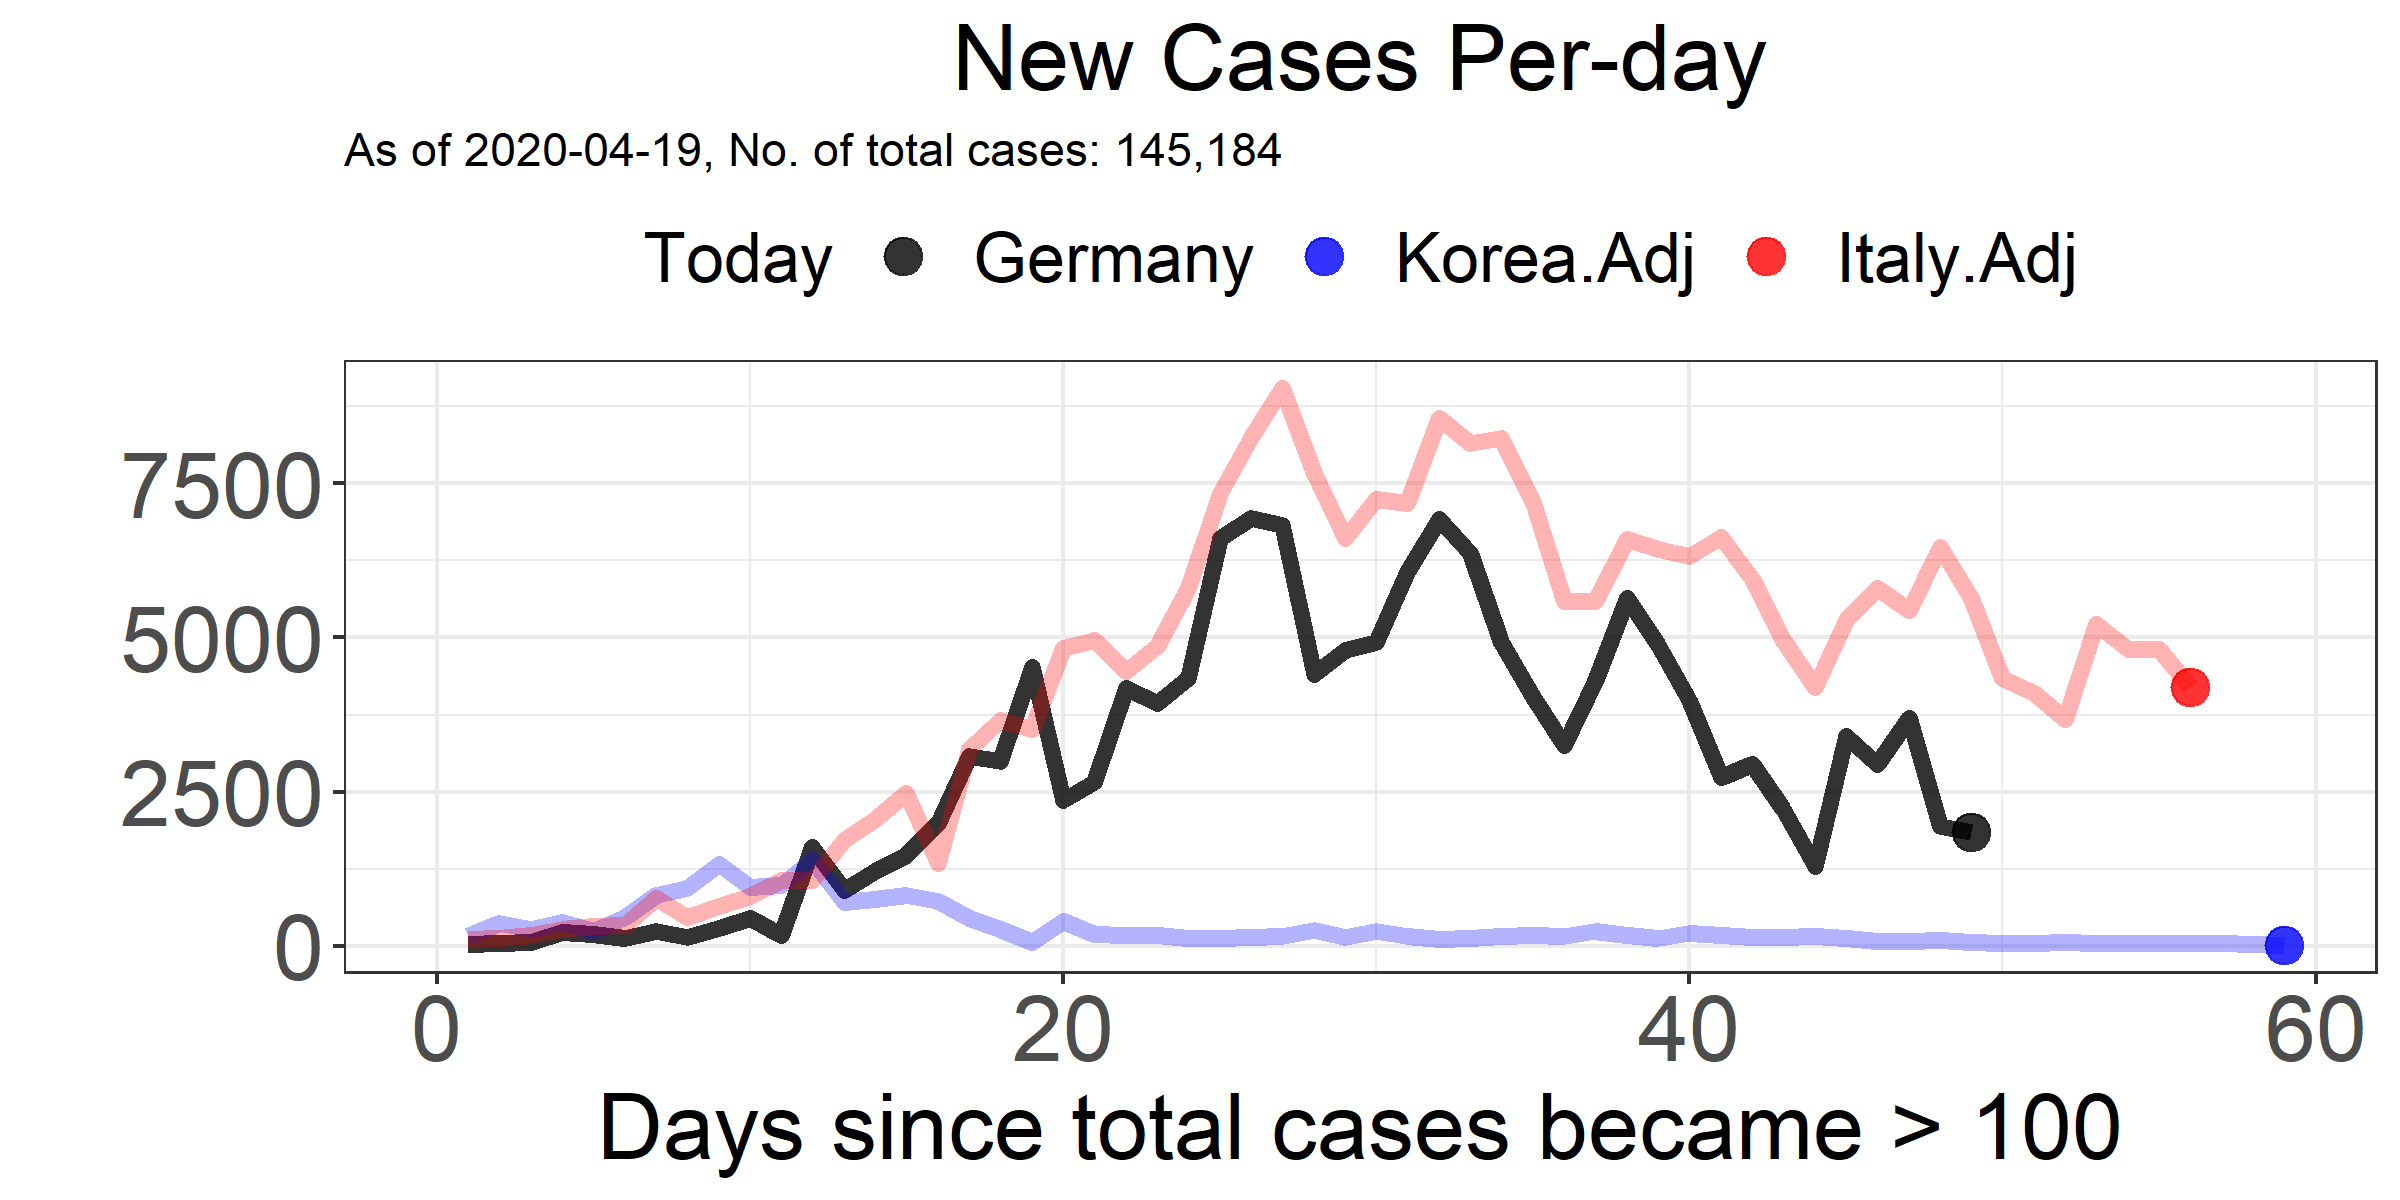 New Cases Per-day
As of 2020-04-19, No. of total cases: 145,184
Today Germany Korea.Adj Italy.Adj
7500
5000
2500
0
0 20 40 60
Days since total cases became > 100